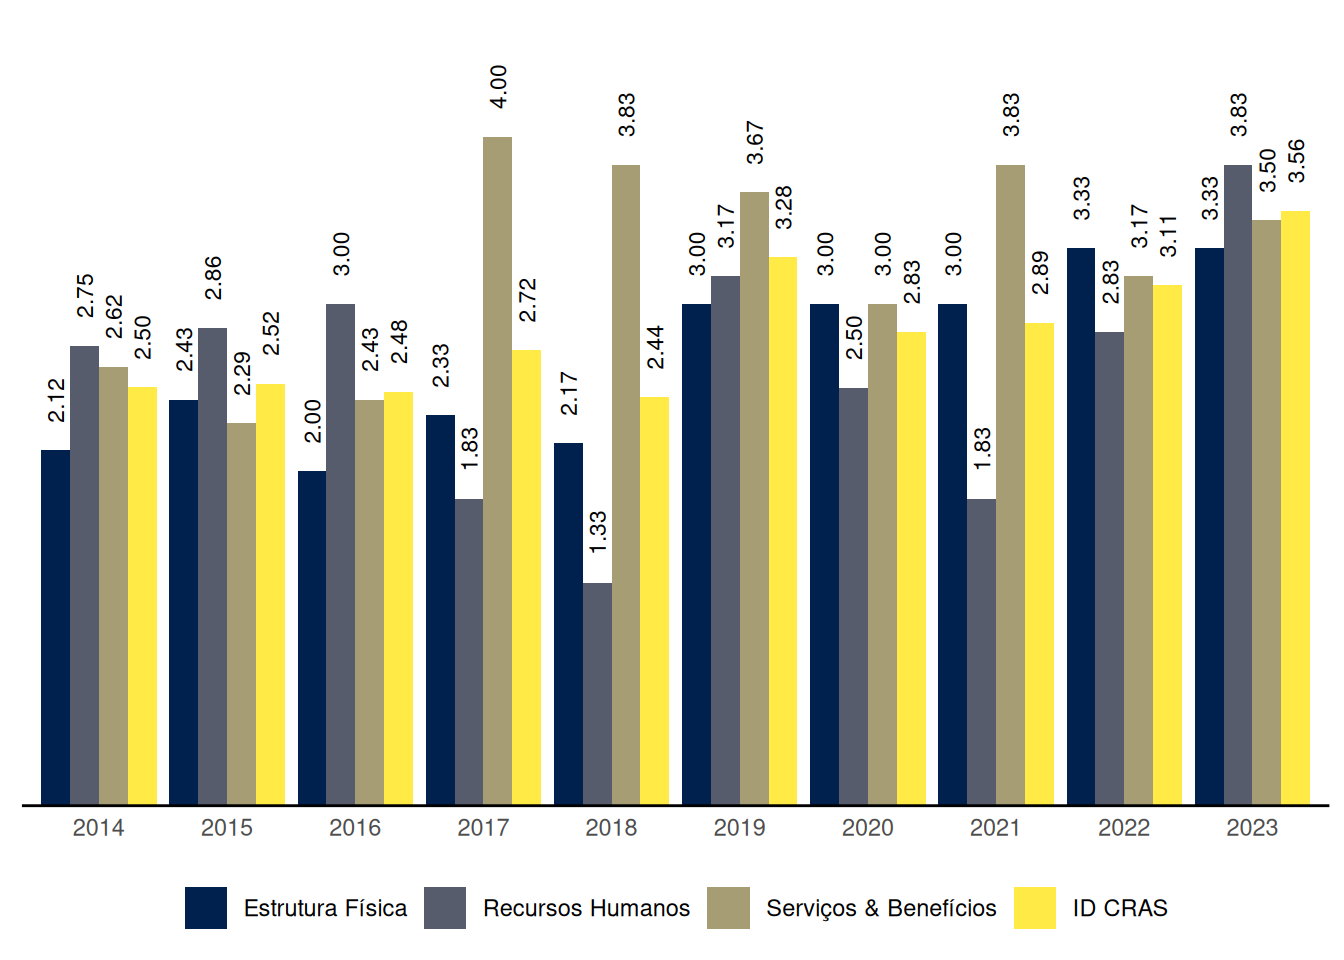 2.12 2.75 2.62 2.50
2.43 2.86 2.29 2.52
2.00 3.00 2.43 2.48
2.33 1.83 4.00 2.72
2.17 1.33 3.83 2.44
3.00 3.17 3.67 3.28
3.00 2.50 3.00 2.83
3.00 1.83 3.83 2.89
3.33 2.83 3.17 3.11
3.33 3.83 3.50 3.56
2014 2015 2016 2017 2018 2019 2020 2021 2022 2023
Estrutura Física Recursos Humanos Serviços & Benefícios ID CRAS